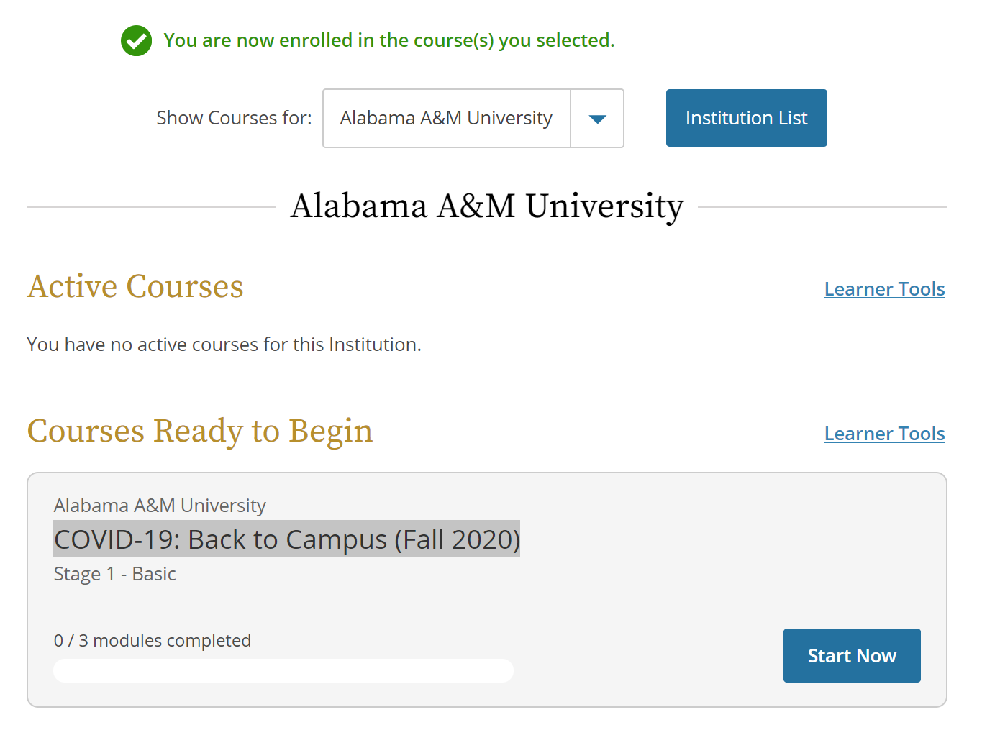 You are now enrolled in the course(s) you selected.
Show Courses for: Alabama A&M University Institution List
Alabama A&M University
Active Courses Learner Tools
You have no active courses for this Institution.
Courses Ready to Begin Learner Tools
Alabama A&M University
COVID-19: Back to Campus (Fall 2020)
Stage 1 - Basic
0 / 3 modules completed
Start Now